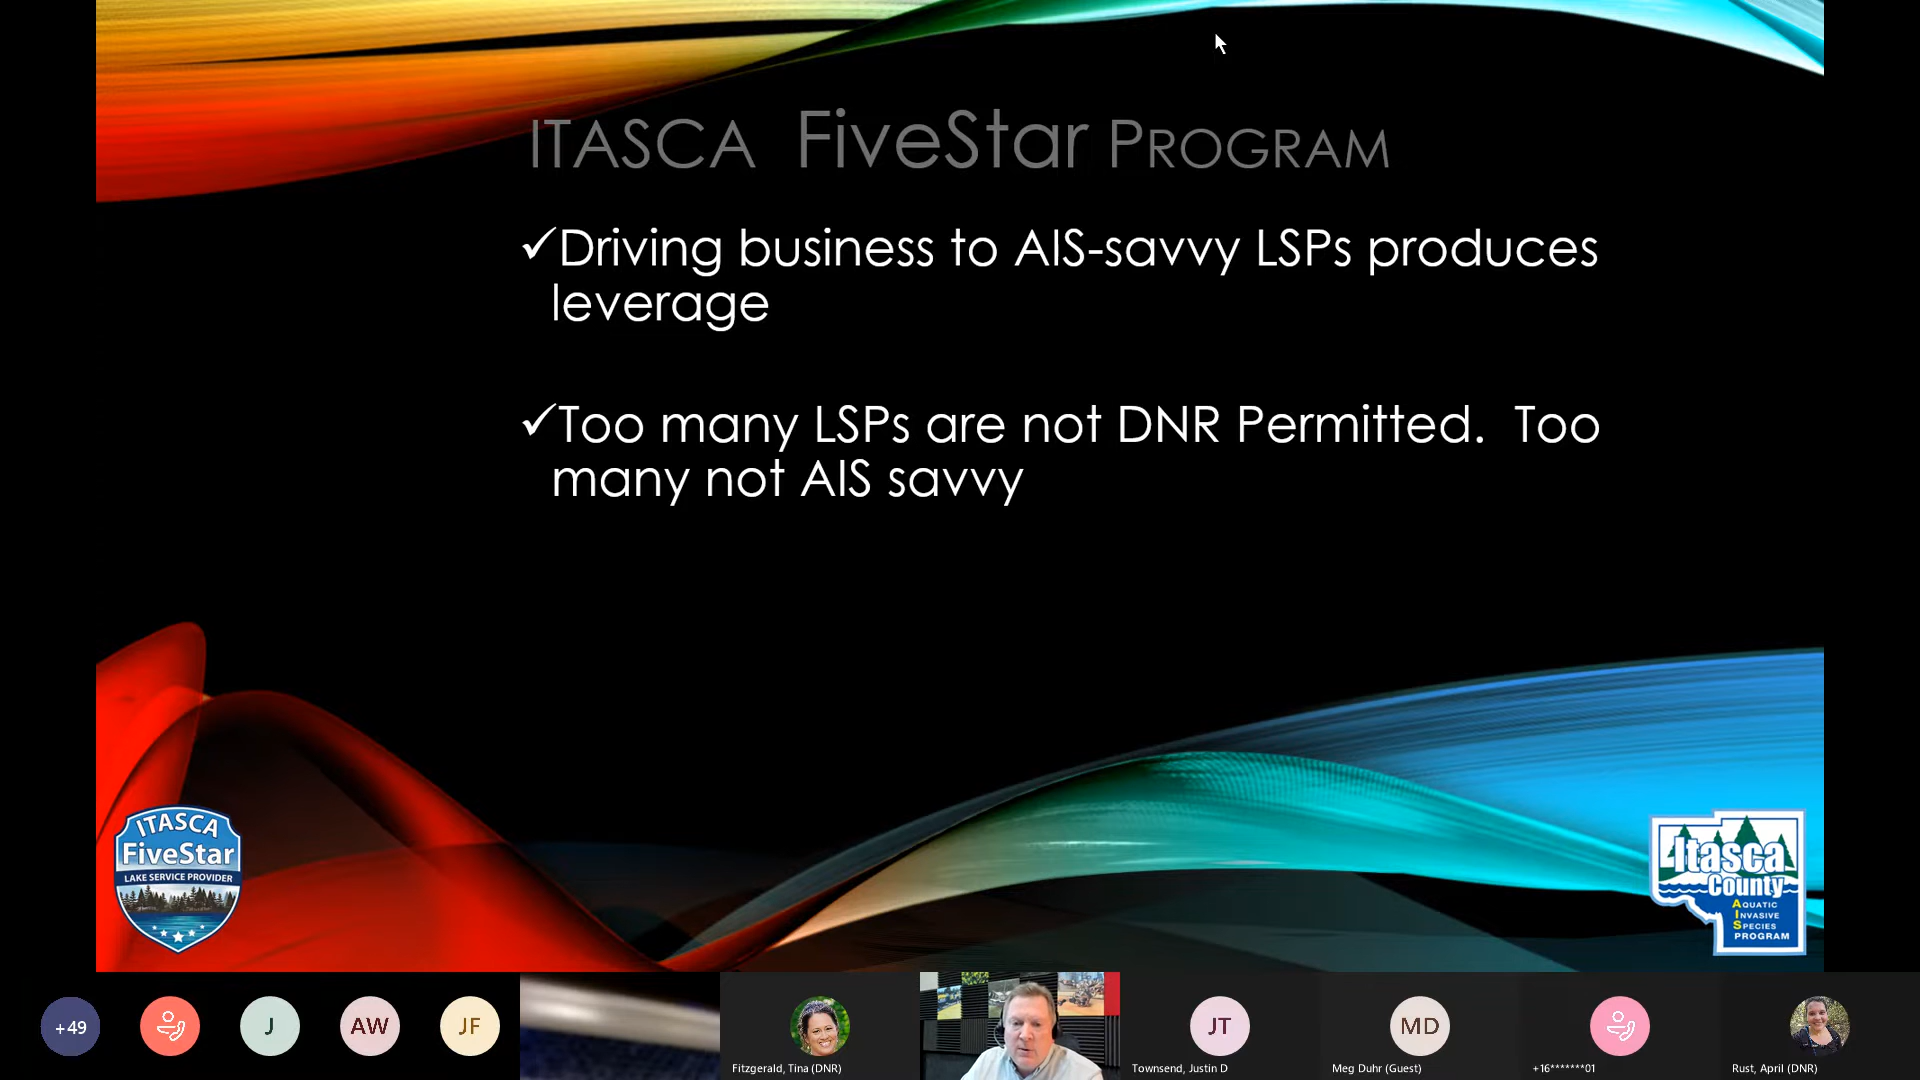 ITASCA FiveStar PROGRAM
✓Driving business to AIS-savvy LSPs produces
leverage
✓Too many LSPs are not DNR Permitted. Too
many not AIS savvy
ITASCA
FiveStar
LAKE SERVICE PROVIDER
Itasca
County
AQUATIC
INVASIVE
SPECIES
PROGRAM
+49
J
AW
JF
JT
MD
Fitzgerald, Tina (DNR)
Townsend, Justin D
Meg Duhr (Guest)
+16*******01
Rust, April (DNR)